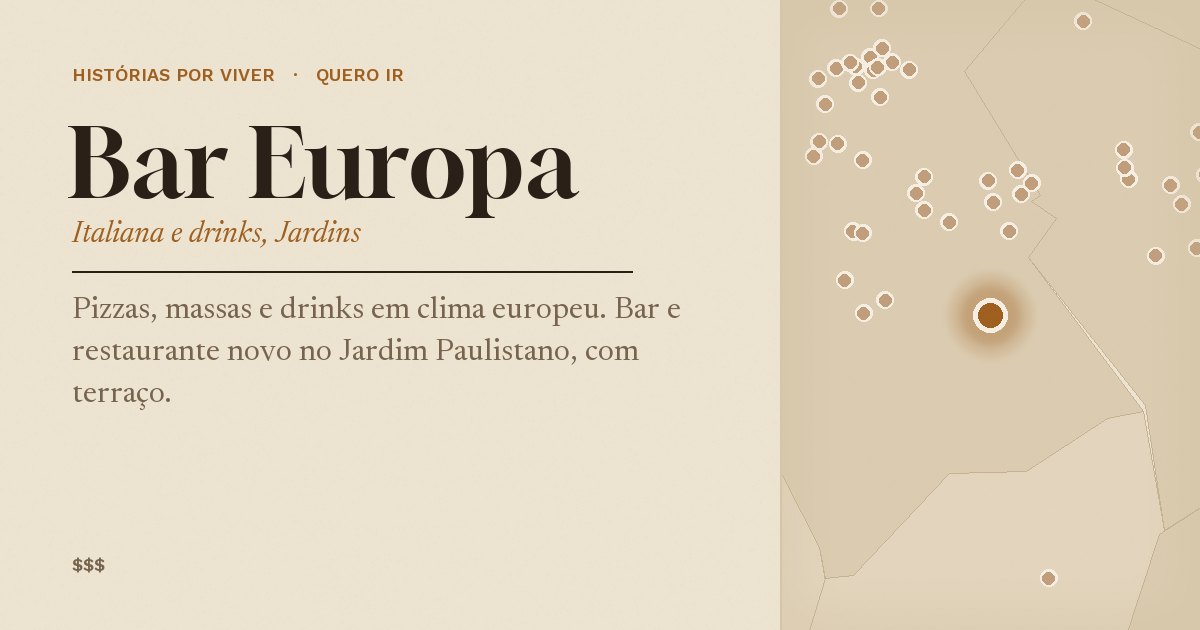 HISTÓRIAS POR VIVER · QUERO IR
Bar Europa
Italiana e drinks, Jardins
Pizzas, massas e drinks em clima europeu. Bar e
restaurante novo no Jardim Paulistano, com
terraço.
$$$